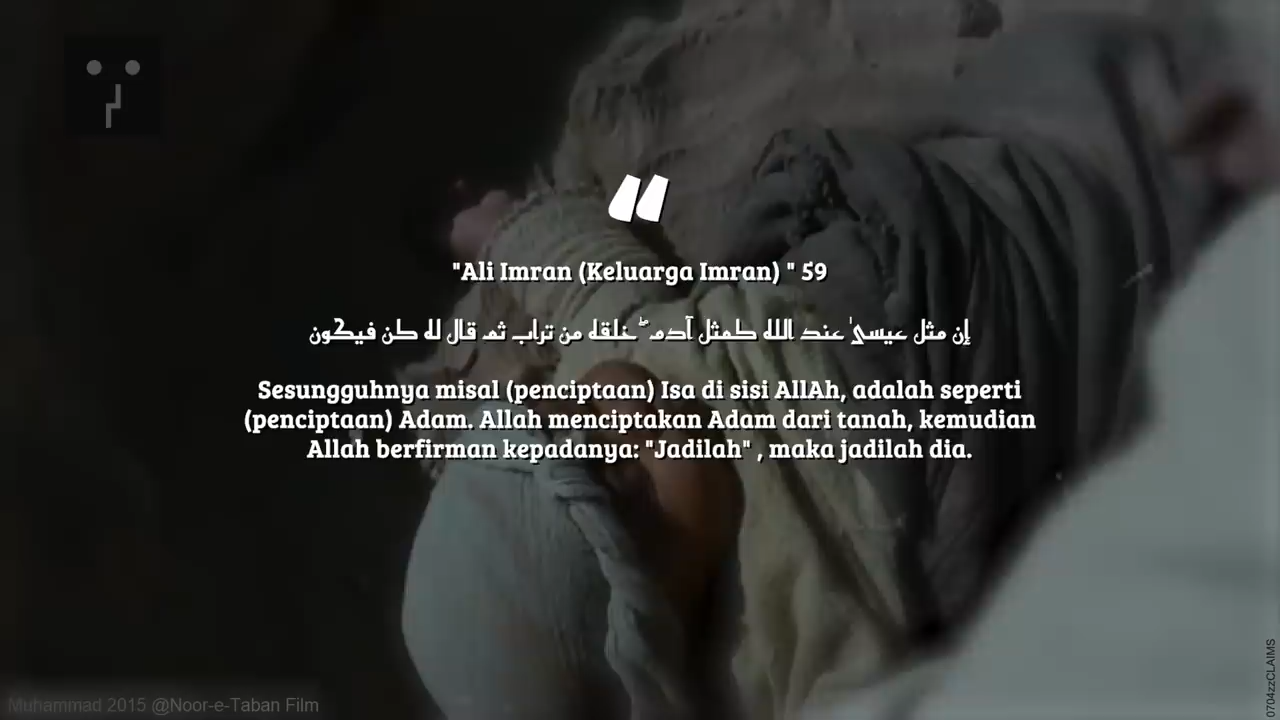 "Ali Imran (Keluarga Imran) " 59
إن مثل عيسىٰ عند الله كمثل آدم ۖ خلقه من تراب ثم قال له كن فيكون
Sesungguhnya misal (penciptaan) Isa di sisi AllAh, adalah seperti
(penciptaan) Adam. Allah menciptakan Adam dari tanah, kemudian
Allah berfirman kepadanya: "Jadilah" , maka jadilah dia.
Muhammad 2015 @Noor-e-Taban Film
0704zzCLAIMS